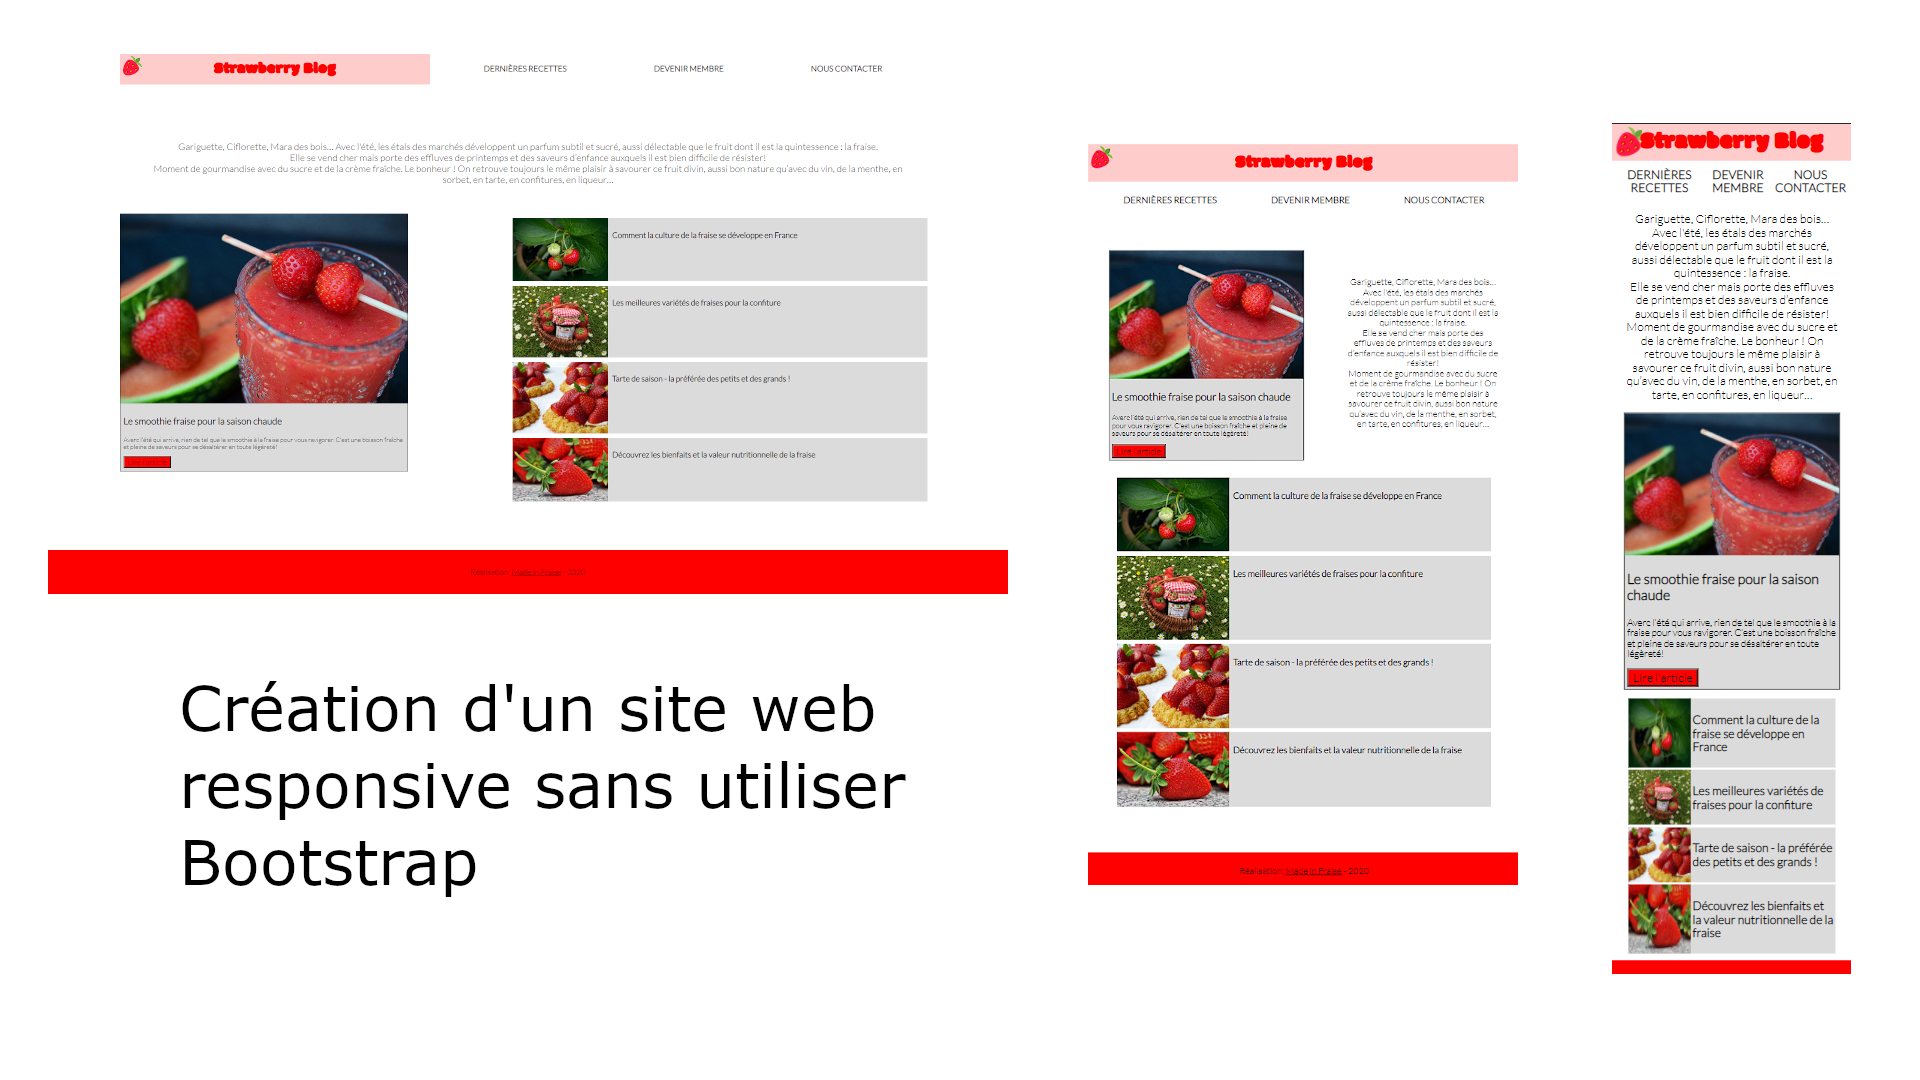 Strawberry Blog
DERNIÈRES RECETTES
DEVENIR MEMBRE
NOUS CONTACTER
Gariguette, Ciflorette, Mara des bois... Avec l'été, les étals des marchés développent un parfum subtil et sucré, aussi délectable que le fruit dont il est la quintessence : la fraise.
Elle se vend cher mais porte des effluves de printemps et des saveurs d'enfance auxquels il est bien difficile de résister!
Moment de gourmandise avec du sucre et de la crème fraîche. Le bonheur ! On retrouve toujours le même plaisir à savourer ce fruit divin, aussi bon nature qu'avec du vin, de la menthe, en
sorbet, en tarte, en confitures, en liqueur...
Le smoothie fraise pour la saison chaude
Averc l'été qui arrive, rien de tel que le smoothie à la fraise pour vous ravigorer. C'est une boisson fraîche
et pleine de saveurs pour se désaltérer en toute légèreté!
Lire l'article
Comment la culture de la fraise se développe en France
Les meilleures variétés de fraises pour la confiture
Tarte de saison - la préférée des petits et des grands !
Découvrez les bienfaits et la valeur nutritionnelle de la fraise
Réalisation: Made In Fraise - 2020
Création d'un site web
responsive sans utiliser
Bootstrap
Strawberry Blog
DERNIÈRES RECETTES
DEVENIR MEMBRE
NOUS CONTACTER
Gariguette, Ciflorette, Mara des bois...
Avec l'été, les étals des marchés
développent un parfum subtil et sucré,
aussi délectable que le fruit dont il est la
quintessence : la fraise.
Elle se vend cher mais porte des
effluves de printemps et des saveurs
d'enfance auxquels il est bien difficile de
résister!
Moment de gourmandise avec du sucre
et de la crème fraîche. Le bonheur ! On
retrouve toujours le même plaisir à
savourer ce fruit divin, aussi bon nature
qu'avec du vin, de la menthe, en sorbet,
en tarte, en confitures, en liqueur...
Le smoothie fraise pour la saison chaude
Averc l'été qui arrive, rien de tel que le smoothie à la fraise
pour vous ravigorer. C'est une boisson fraîche et pleine de
saveurs pour se désaltérer en toute légèreté!
Lire l'article
Comment la culture de la fraise se développe en France
Les meilleures variétés de fraises pour la confiture
Tarte de saison - la préférée des petits et des grands !
Découvrez les bienfaits et la valeur nutritionnelle de la fraise
Réalisation: Made In Fraise - 2020
Strawberry Blog
DERNIÈRES
RECETTES
DEVENIR
MEMBRE
NOUS
CONTACTER
Gariguette, Ciflorette, Mara des bois...
Avec l'été, les étals des marchés
développent un parfum subtil et sucré,
aussi délectable que le fruit dont il est la
quintessence : la fraise.
Elle se vend cher mais porte des effluves
de printemps et des saveurs d'enfance
auxquels il est bien difficile de résister!
Moment de gourmandise avec du sucre et
de la crème fraîche. Le bonheur ! On
retrouve toujours le même plaisir à
savourer ce fruit divin, aussi bon nature
qu'avec du vin, de la menthe, en sorbet, en
tarte, en confitures, en liqueur...
Le smoothie fraise pour la saison
chaude
Averc l'été qui arrive, rien de tel que le smoothie à la
fraise pour vous ravigorer. C'est une boisson fraîche
et pleine de saveurs pour se désaltérer en toute
légèreté!
Lire l'article
Comment la culture de la
fraise se développe en
France
Les meilleures variétés de
fraises pour la confiture
Tarte de saison - la préférée
des petits et des grands !
Découvrez les bienfaits et
la valeur nutritionnelle de la
fraise